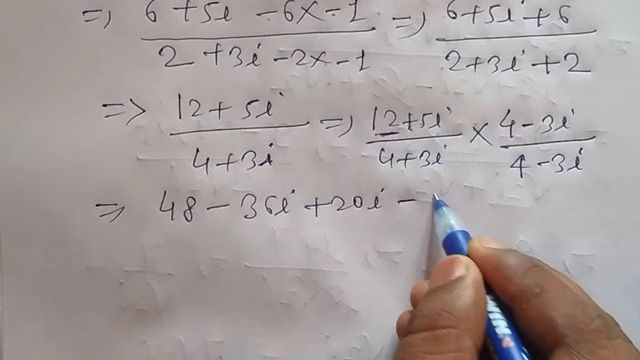 => 6 + 5i - 6x - 1 / 2 + 3i - 2x - 1 => 6 + 5i + 6 / 2 + 3i + 2
=> 12 + 5i / 4 + 3i => 12 + 5i / 4 + 3i × 4 - 3i / 4 - 3i
=> 48 - 36i + 20i -